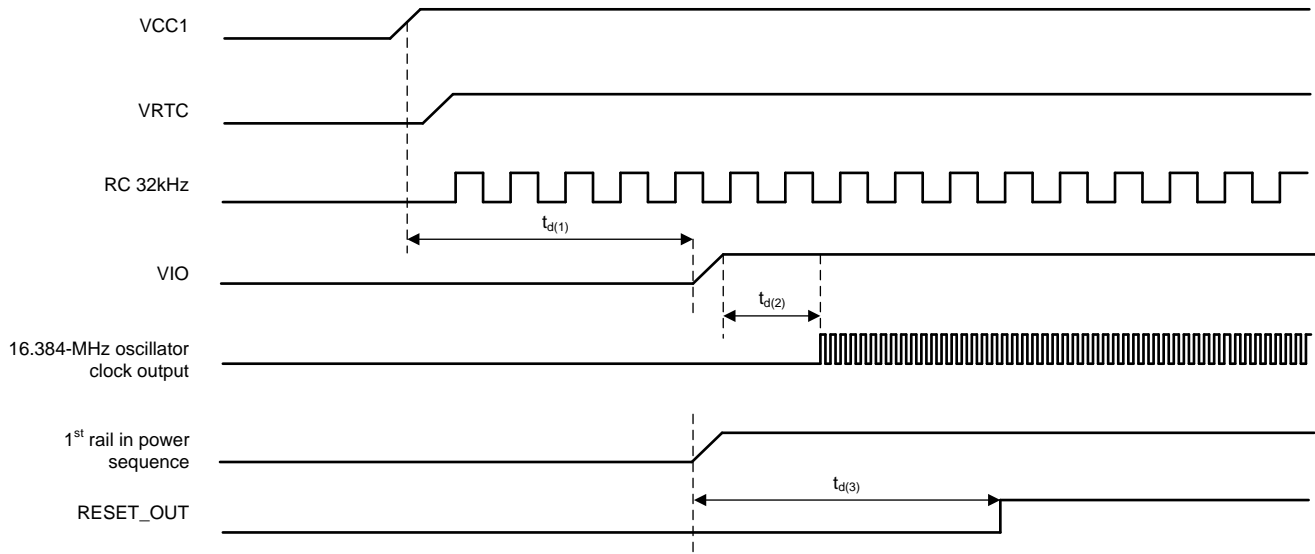 VCC1
VRTC
RC 32kHz
td(1)
VIO
td(2)
16.384-MHz oscillator
clock output
1st rail in power
sequence
td(3)
RESET_OUT